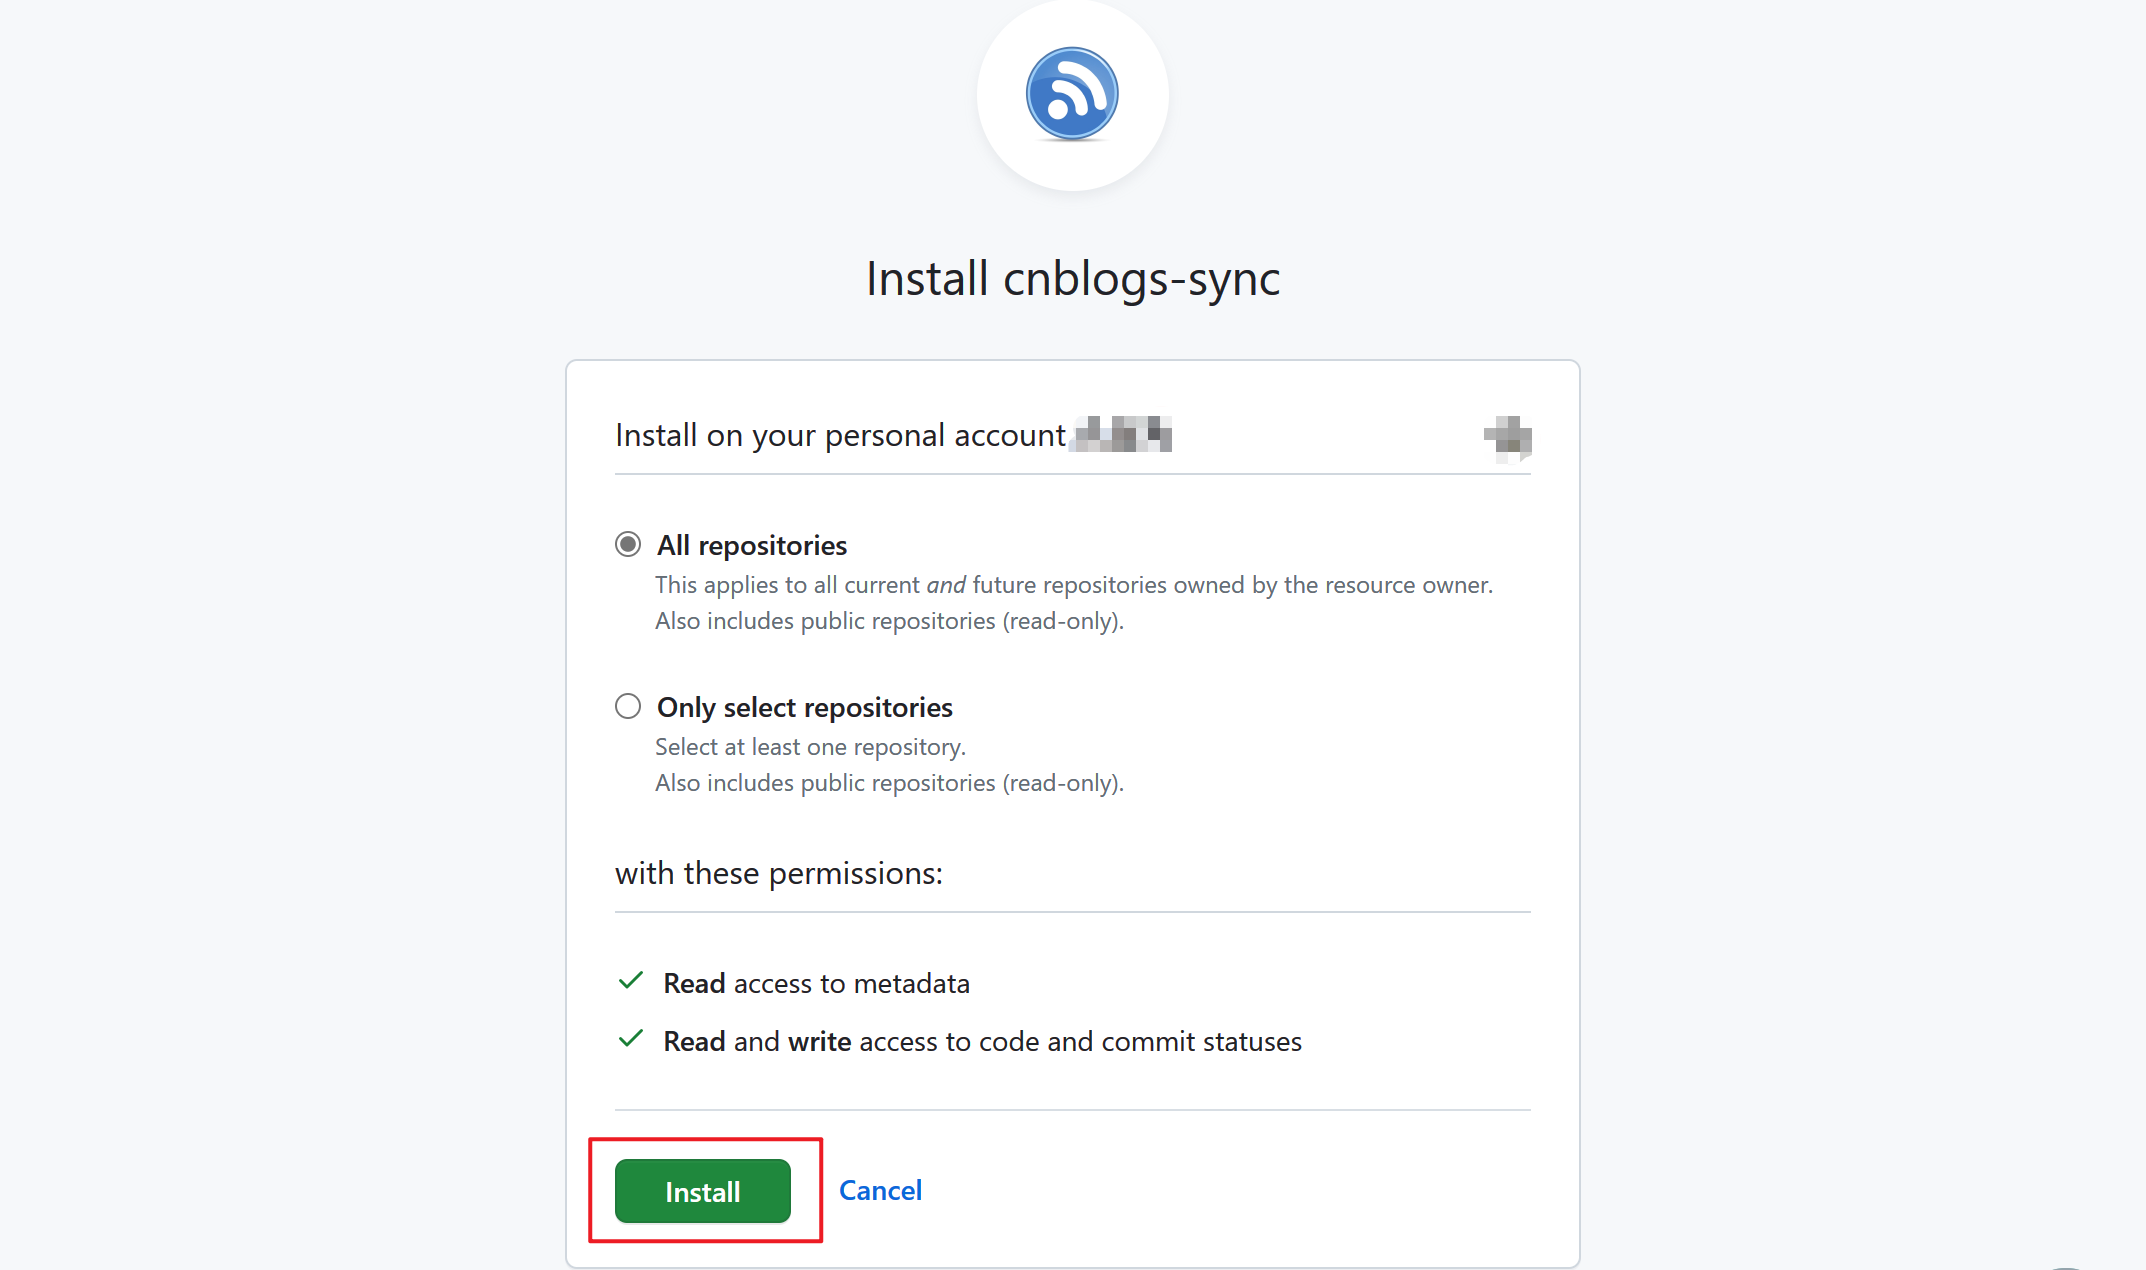 Install cnblogs-sync
Install on your personal account
All repositories
This applies to all current and future repositories owned by the resource owner.
Also includes public repositories (read-only).
Only select repositories
Select at least one repository.
Also includes public repositories (read-only).
with these permissions:
Read access to metadata
Read and write access to code and commit statuses
Install Cancel